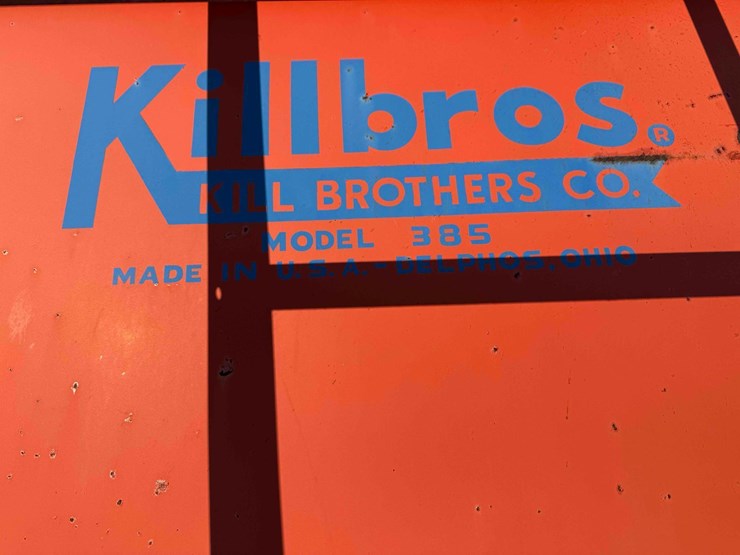 Killbros®
KILL BROTHERS CO.
MODEL 385
MADE IN U.S.A.-DELPHOS, OHIO